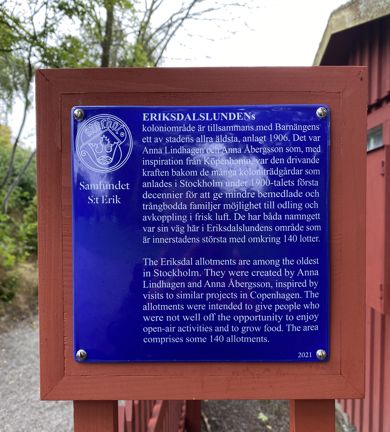 ERIKSDALSLUNDENs
koloniområde är tillsammans med Barnängens
ett av stadens allra äldsta, anlagt 1906. Det var
Anna Lindhagen och Anna Åbergsson som, med
inspiration från Köpenhamn, var den drivande
kraften bakom de många koloniträdgårdar som
anlades i Stockholm under 1900-talets första
decennier för att ge mindre bemedlade och
trångbodda familjer möjlighet till odling och
avkoppling i frisk luft. De har båda namngett
var sin väg här i Eriksdalslundens område som
är innerstadens största med omkring 140 lotter.
The Eriksdal allotments are among the oldest
in Stockholm. They were created by Anna
Lindhagen and Anna Åbergsson, inspired by
visits to similar projects in Copenhagen. The
allotments were intended to give people who
were not well off the opportunity to enjoy
open-air activities and to grow food. The area
comprises some 140 allotments.
2021
Samfundet
S:t Erik